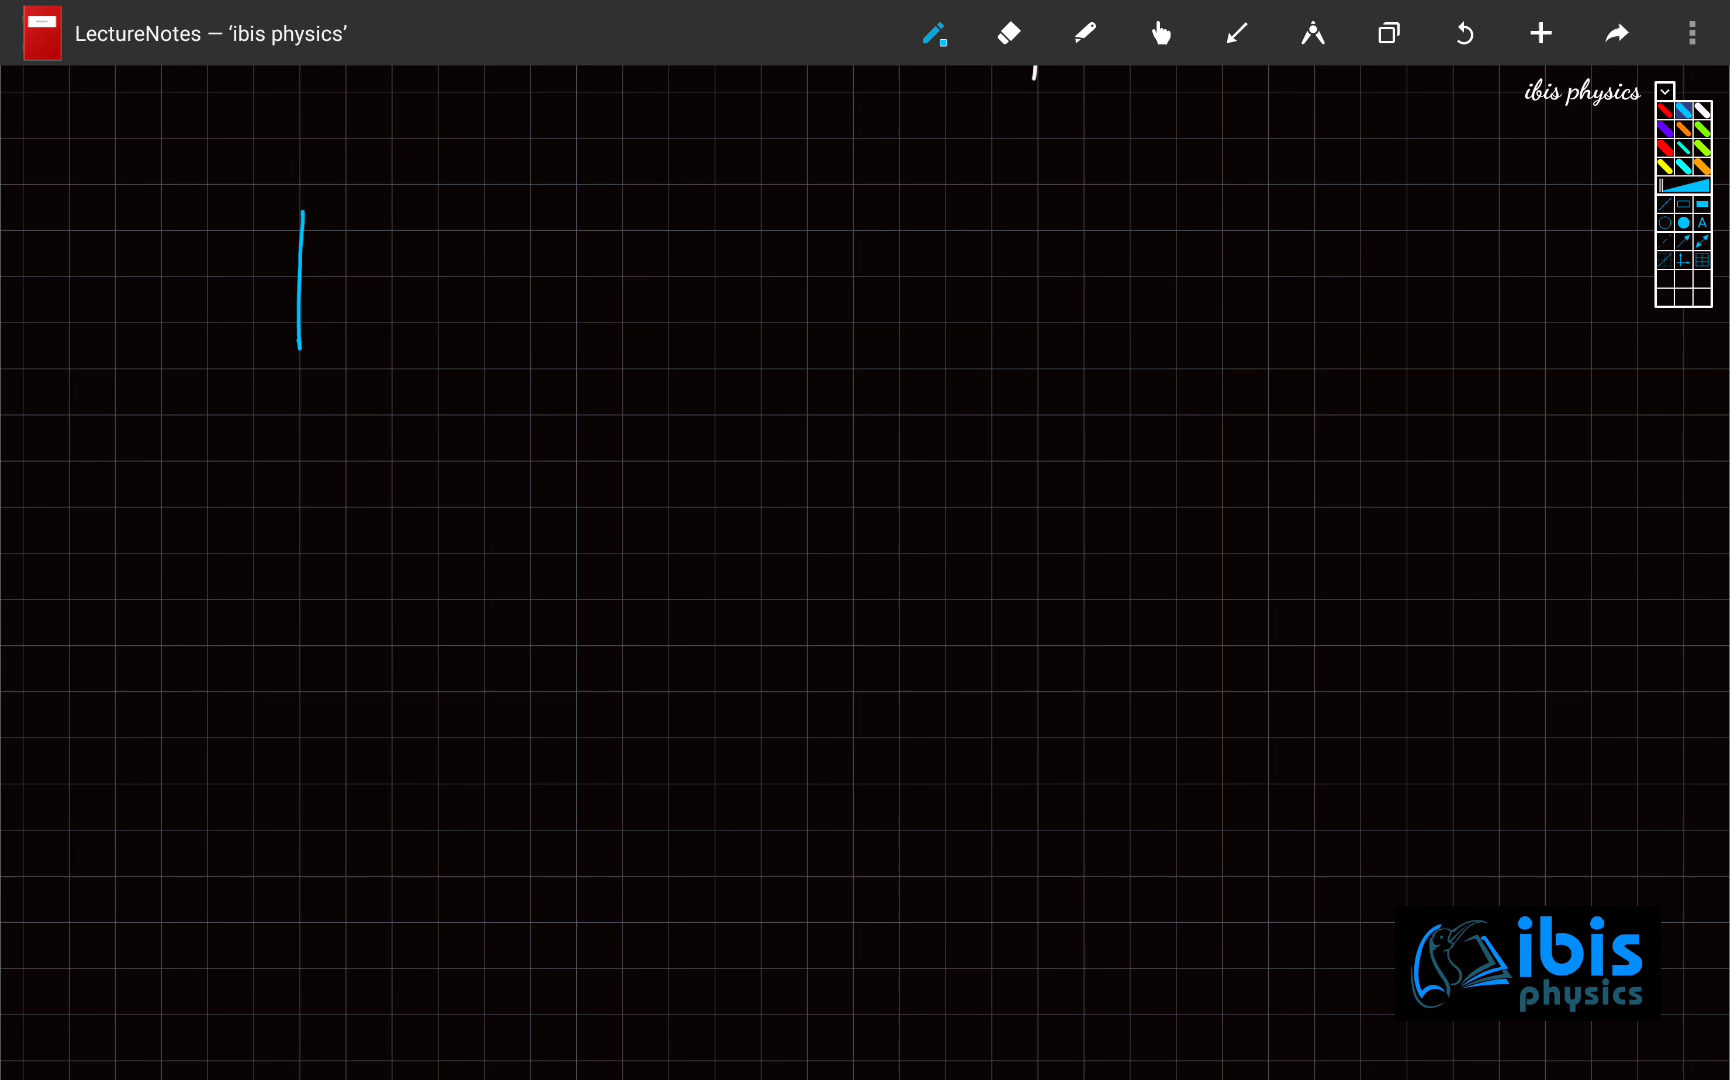 LectureNotes — ‘ibis physics’
ibis physics
A
ibis
physics